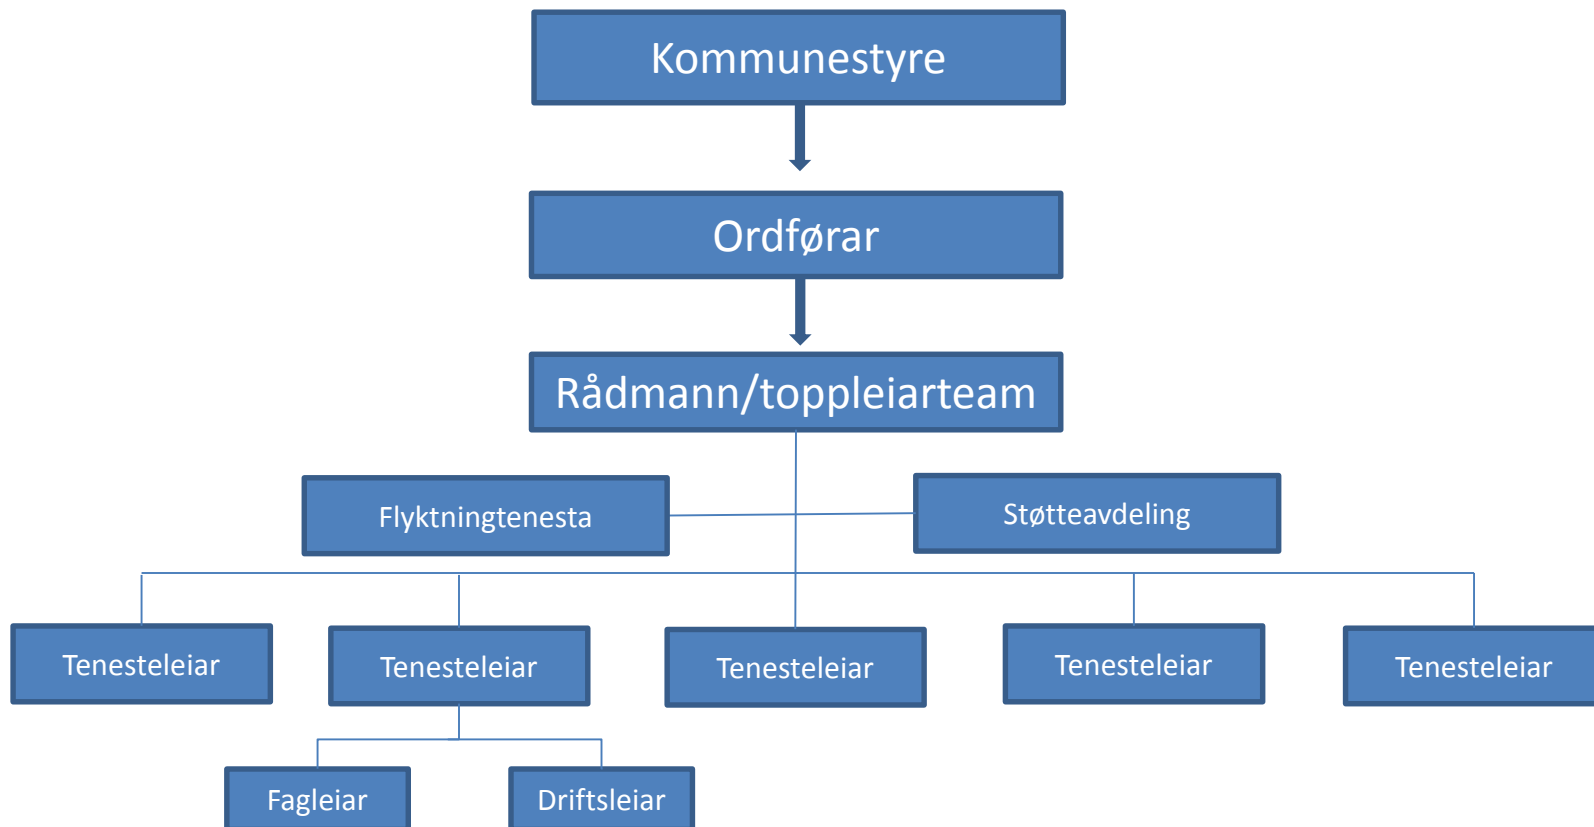 Kommunestyre
Ordførar
Rådmann/toppleiarteam
Flyktningtenesta
Støtteavdeling
Tenesteleiar
Tenesteleiar
Tenesteleiar
Tenesteleiar
Tenesteleiar
Fagleiar
Driftsleiar